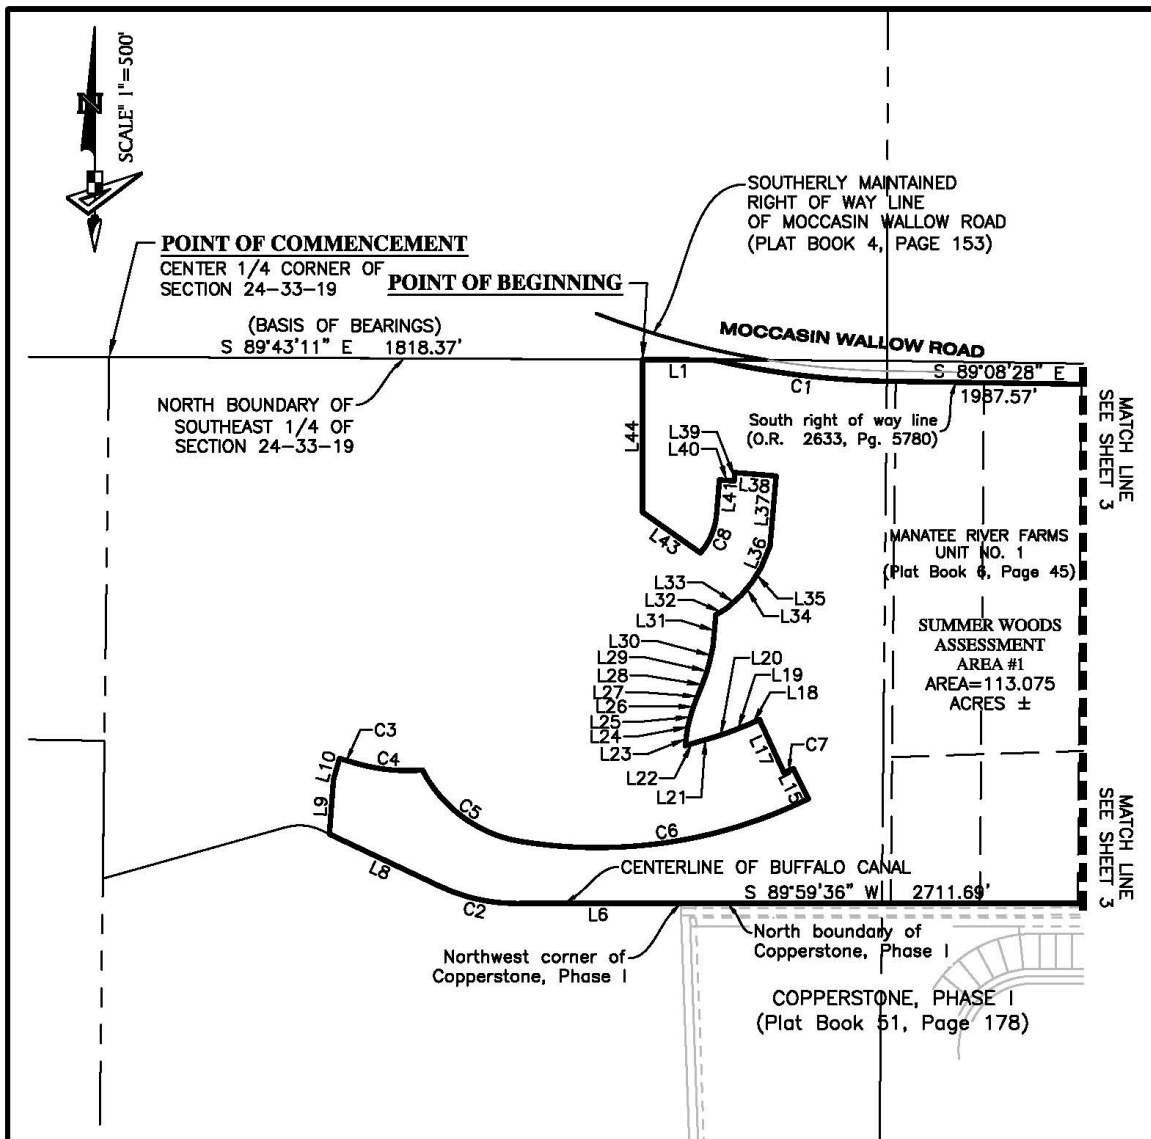 N
SCALE" 1"=500'
SOUTHERLY MAINTAINED
RIGHT OF WAY LINE
OF MOCCASIN WALLOW ROAD
(PLAT BOOK 4, PAGE 153)
POINT OF COMMENCEMENT
CENTER 1/4 CORNER OF
SECTION 24-33-19
POINT OF BEGINNING
(BASIS OF BEARINGS)
S 89°43'11" E 1818.37'
MOCCASIN WALLOW ROAD
S 89°08'28" E
1987.57'
L1
C1
NORTH BOUNDARY OF
SOUTHEAST 1/4 OF
SECTION 24-33-19
South right of way line
(O.R. 2633, Pg. 5780)
MATCH LINE
SEE SHEET 3
L44
L39
L40
L41
L38
L37
C8
L43
L36
MANATEE RIVER FARMS
UNIT NO. 1
(Plat Book 6, Page 45)
L33
L32
L31
L35
L34
L30
L29
L28
L27
L26
L25
L24
L23
L22
L21
L20
L19
L18
SUMMER WOODS
ASSESSMENT
AREA #1
AREA=113.075
ACRES ±
L17
C7
L15
C3
L10
C4
L9
C5
C6
L8
C2
L6
CENTERLINE OF BUFFALO CANAL
S 89°59'36" W 2711.69'
MATCH LINE
SEE SHEET 3
Northwest corner of
Copperstone, Phase I
North boundary of
Copperstone, Phase I
COPPERSTONE, PHASE I
(Plat Book 51, Page 178)